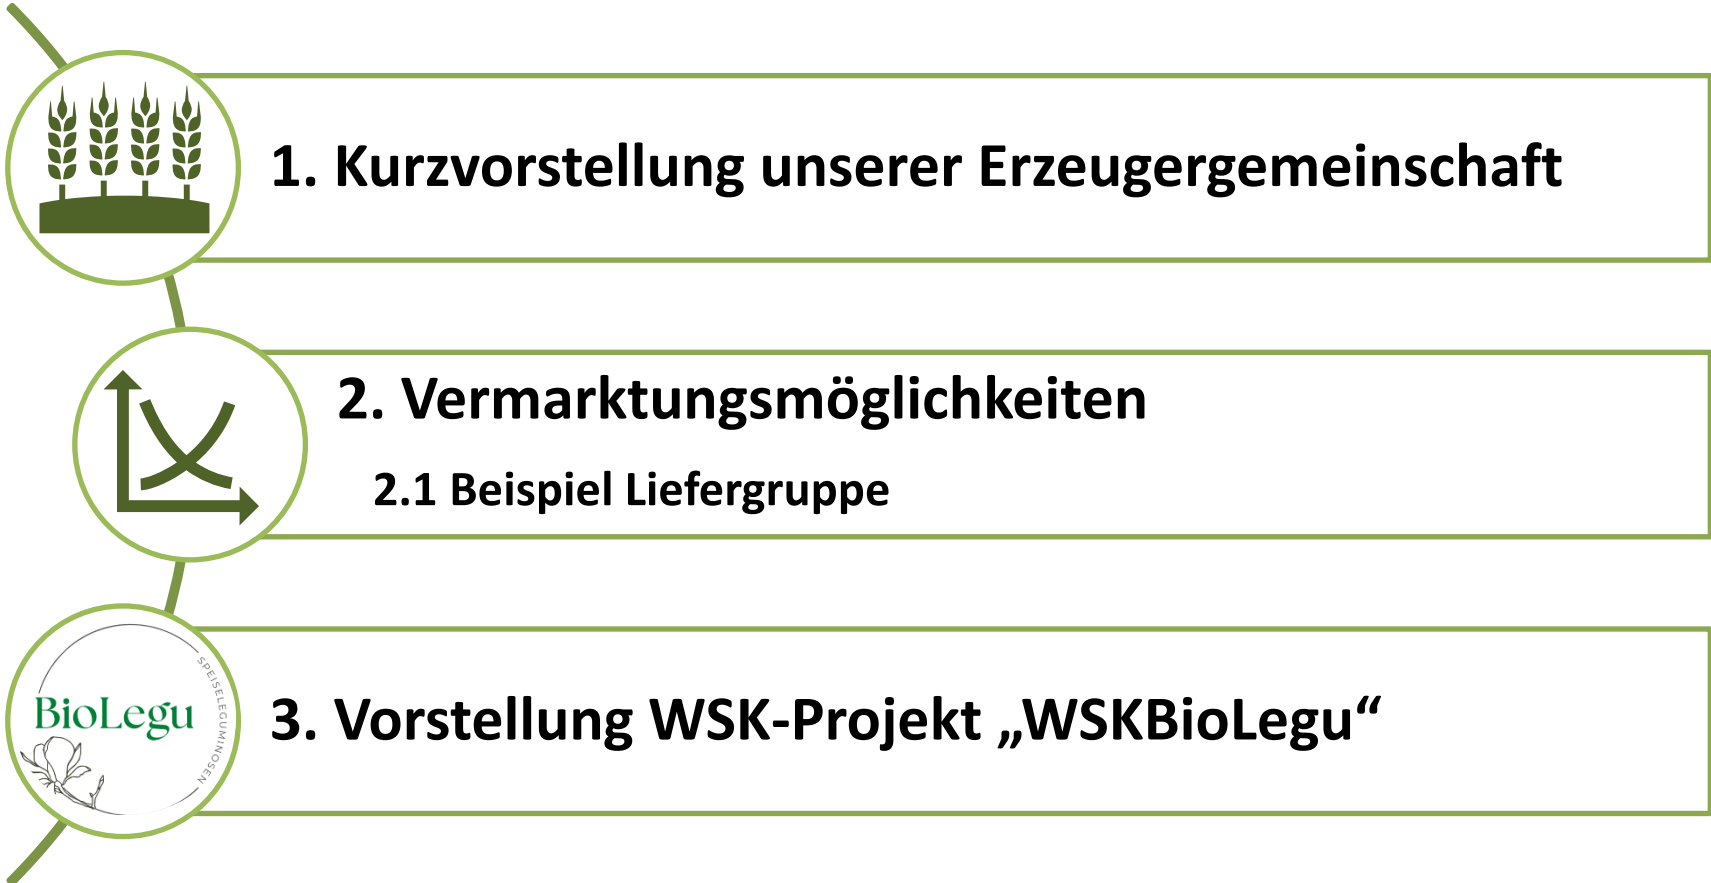 1. Kurzvorstellung unserer Erzeugergemeinschaft
2. Vermarktungsmöglichkeiten
2.1 Beispiel Liefergruppe
BioLegu
SPEISELEGUMINOSEN
3. Vorstellung WSK-Projekt „WSKBioLegu“